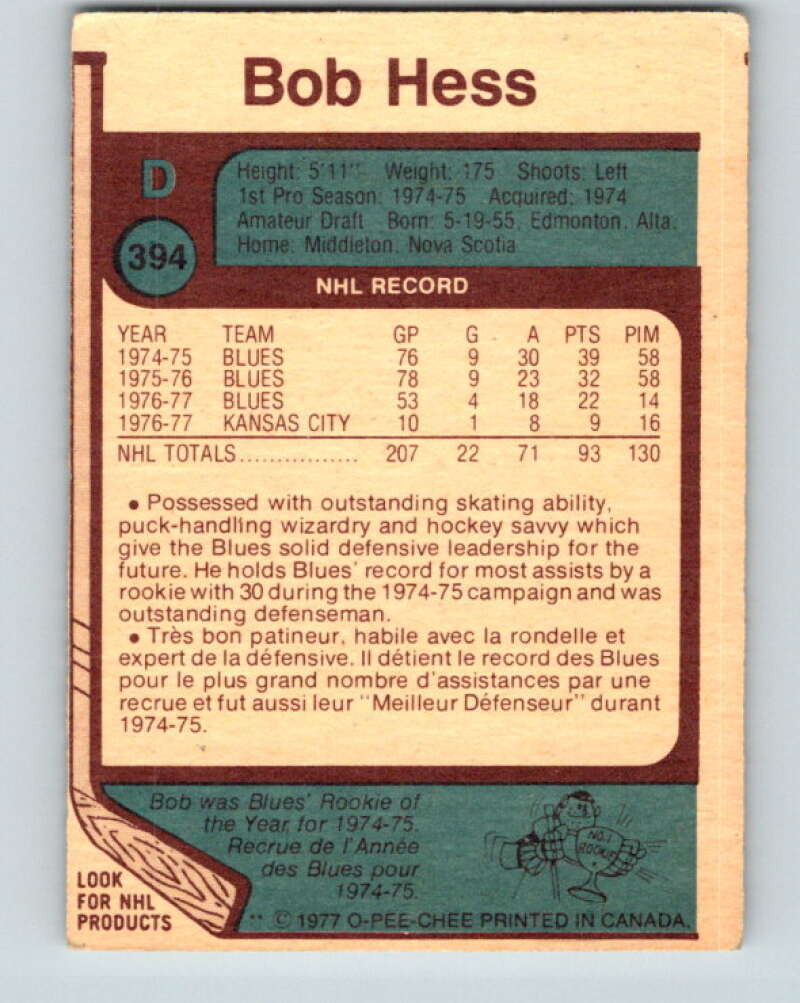 Bob Hess
D
394
Height: 5'11" Weight: 175 Shoots: Left
1st Pro Season: 1974-75 Acquired: 1974
Amateur Draft Born: 5-19-55, Edmonton, Alta.
Home: Middleton, Nova Scotia
NHL RECORD
YEAR TEAM GP G A PTS PIM
1974-75 BLUES 76 9 30 39 58
1975-76 BLUES 78 9 23 32 58
1976-77 BLUES 53 4 18 22 14
1976-77 KANSAS CITY 10 1 8 9 16
NHL TOTALS................ 207 22 71 93 130
• Possessed with outstanding skating ability,
puck-handling wizardry and hockey savvy which
give the Blues solid defensive leadership for the
future. He holds Blues' record for most assists by a
rookie with 30 during the 1974-75 campaign and was
outstanding defenseman.
• Très bon patineur, habile avec la rondelle et
expert de la défensive. Il détient le record des Blues
pour le plus grand nombre d'assistances par une
recrue et fut aussi leur "Meilleur Défenseur" durant
1974-75.
Bob was Blues' Rookie of
the Year for 1974-75.
Recrue de l'Année
des Blues pour
1974-75.
NO. 1
ROOKIE
LOOK
FOR NHL
PRODUCTS
** © 1977 O-PEE-CHEE PRINTED IN CANADA.